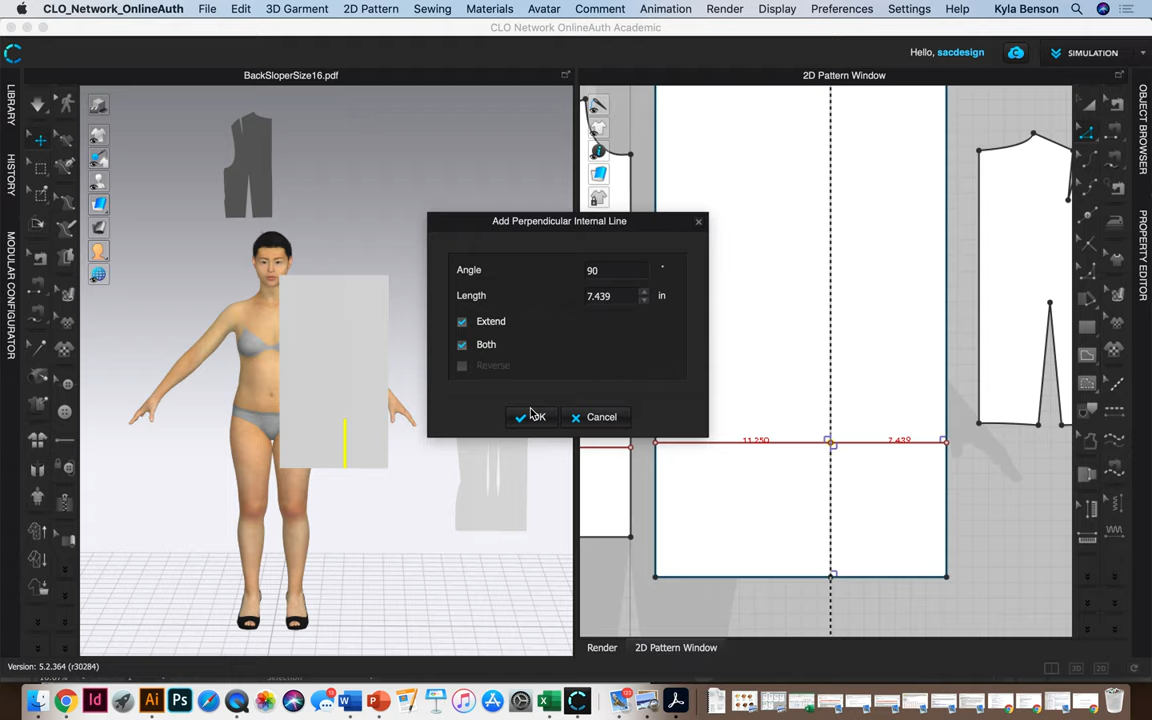 CLO_Network_OnlineAuth File Edit 3D Garment 2D Pattern Sewing Materials Avatar Comment Animation Render Display Preferences Settings Help Kyla Benson
CLO Network OnlineAuth Academic
Hello, sacdesign SIMULATION
BackSloperSize16.pdf 2D Pattern Window
LIBRARY
HISTORY
MODULAR CONFIGURATOR
OBJECT BROWSER
PROPERTY EDITOR
Add Perpendicular Internal Line
Angle 90 °
Length 7.439 in
Extend
Both
Reverse
OK Cancel
11.250 7.439
Render 2D Pattern Window
Version: 5.2.364 (r30284)
3D 2D